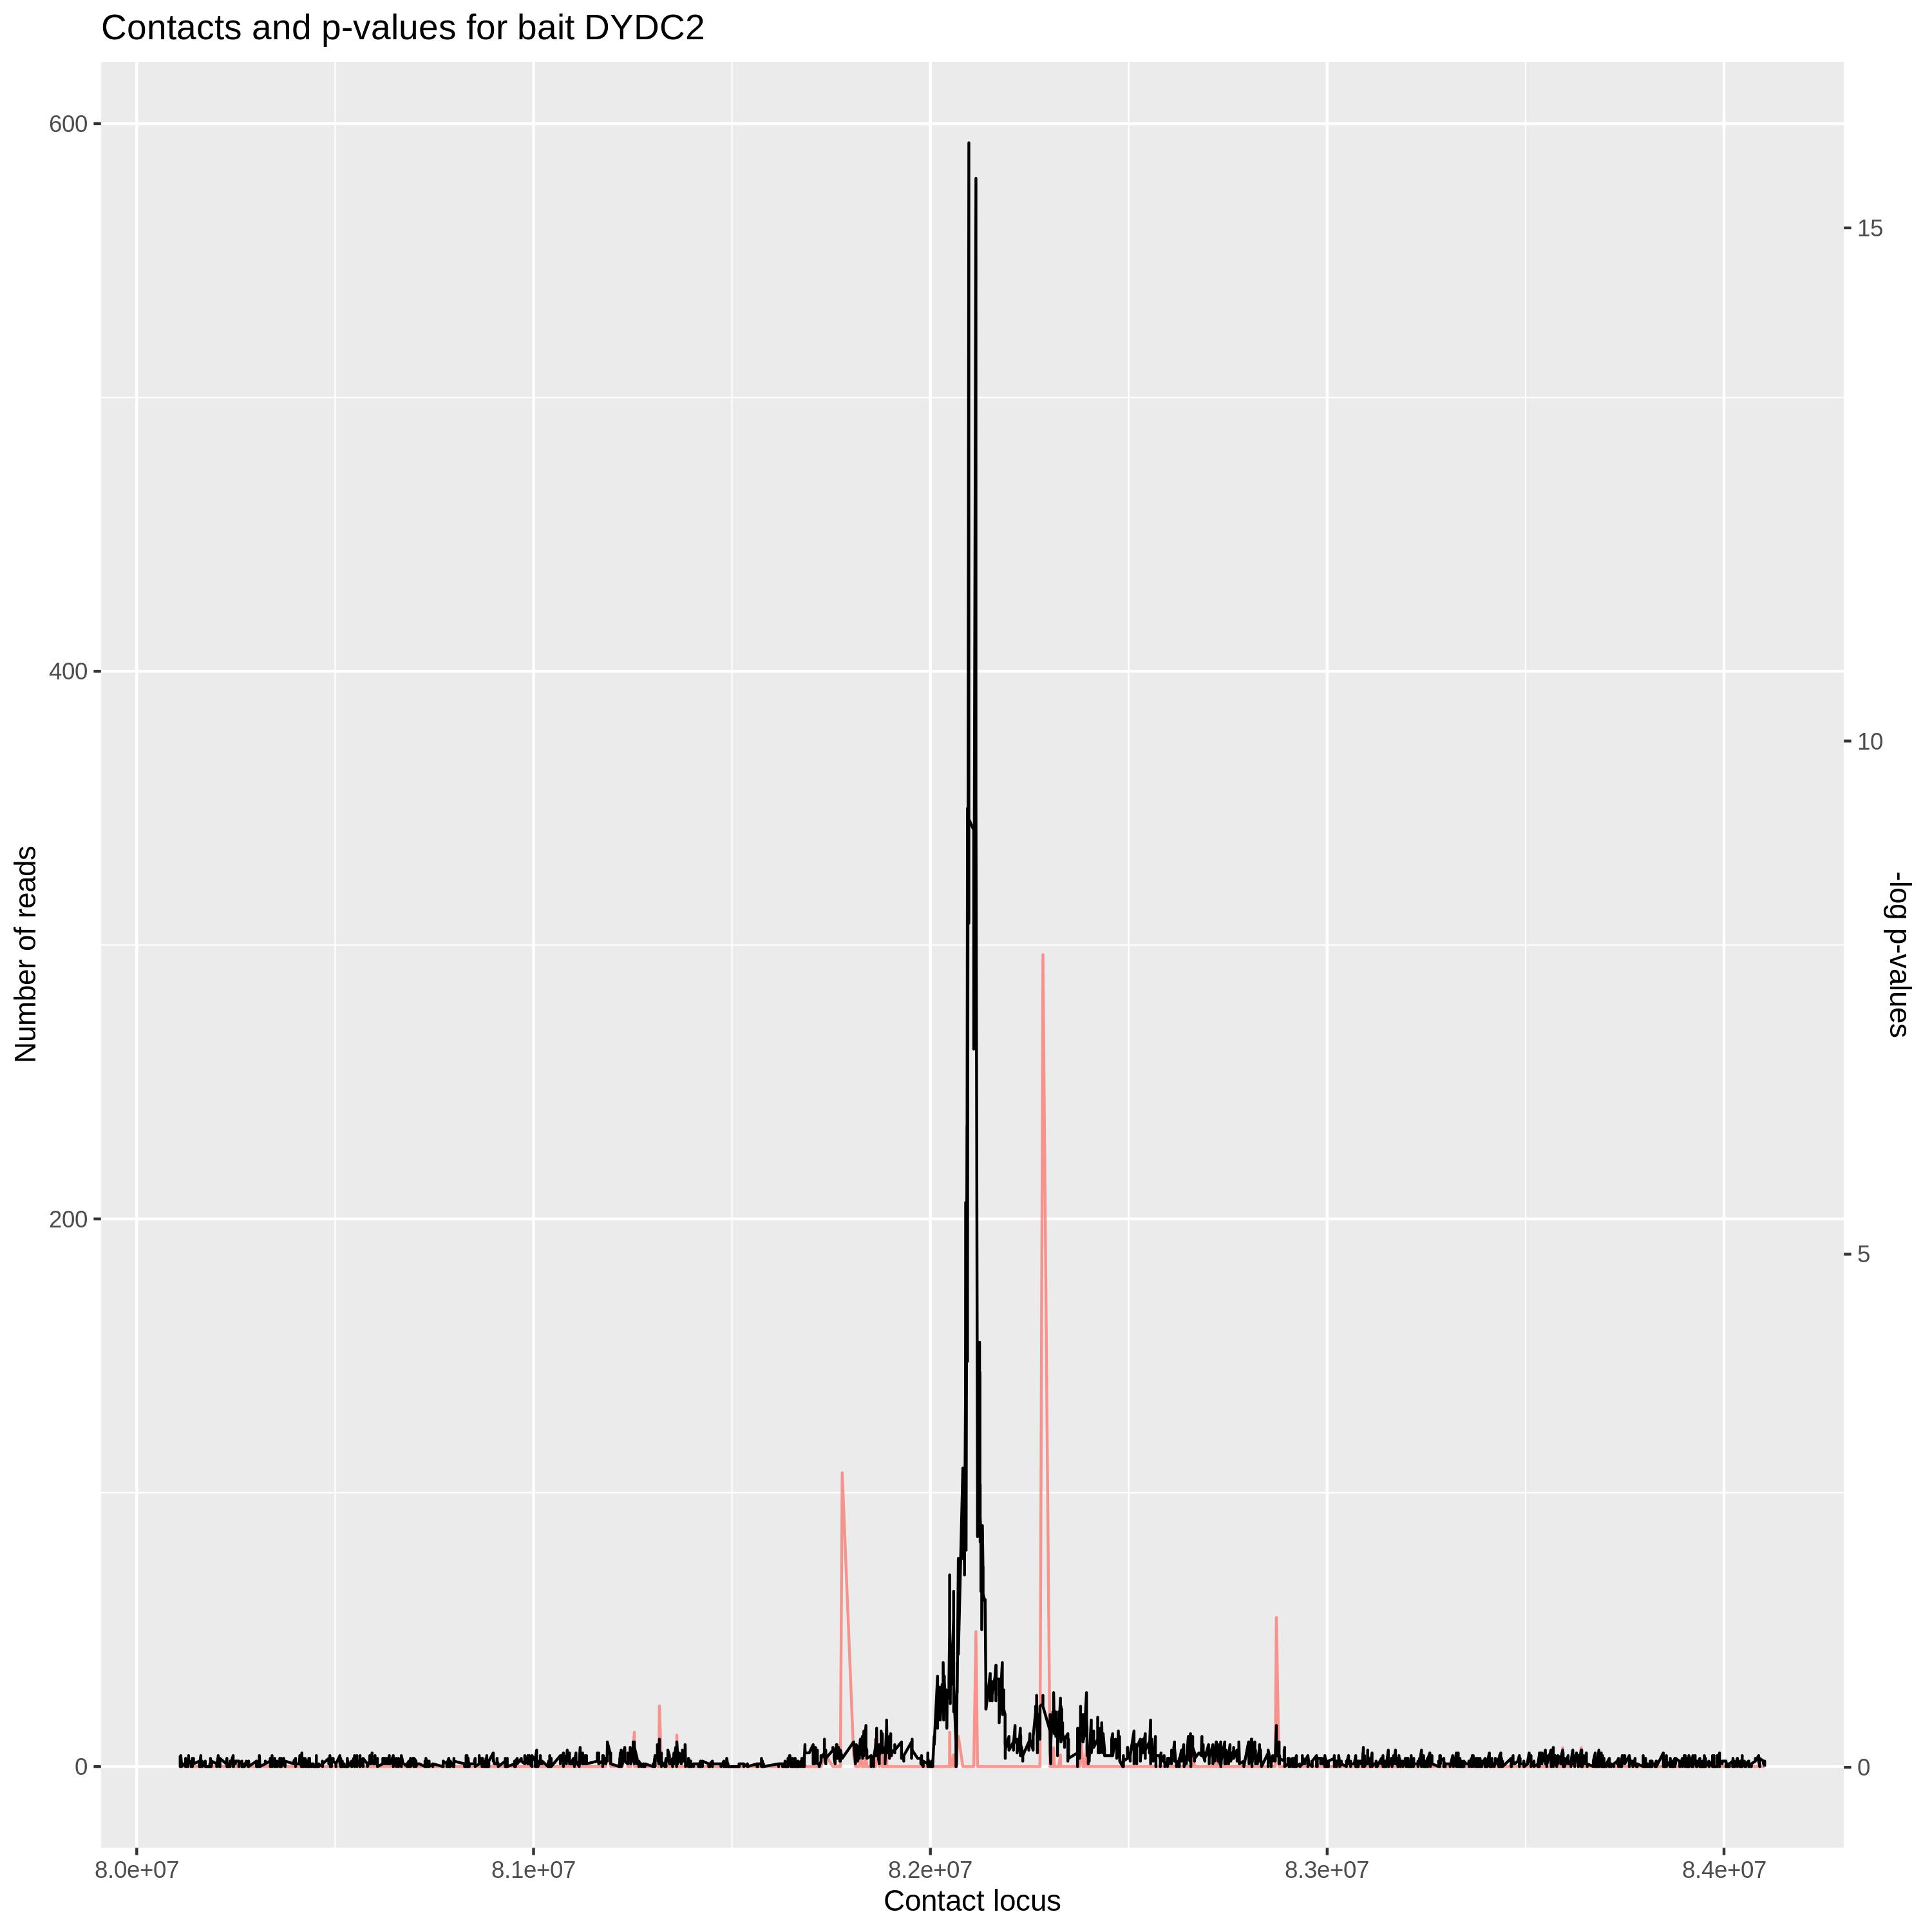 Contacts and p-values for bait DYDC2
600
400
200
0
Number of reads
15
10
5
0
-log p-values
8.0e+07
8.1e+07
8.2e+07
8.3e+07
8.4e+07
Contact locus